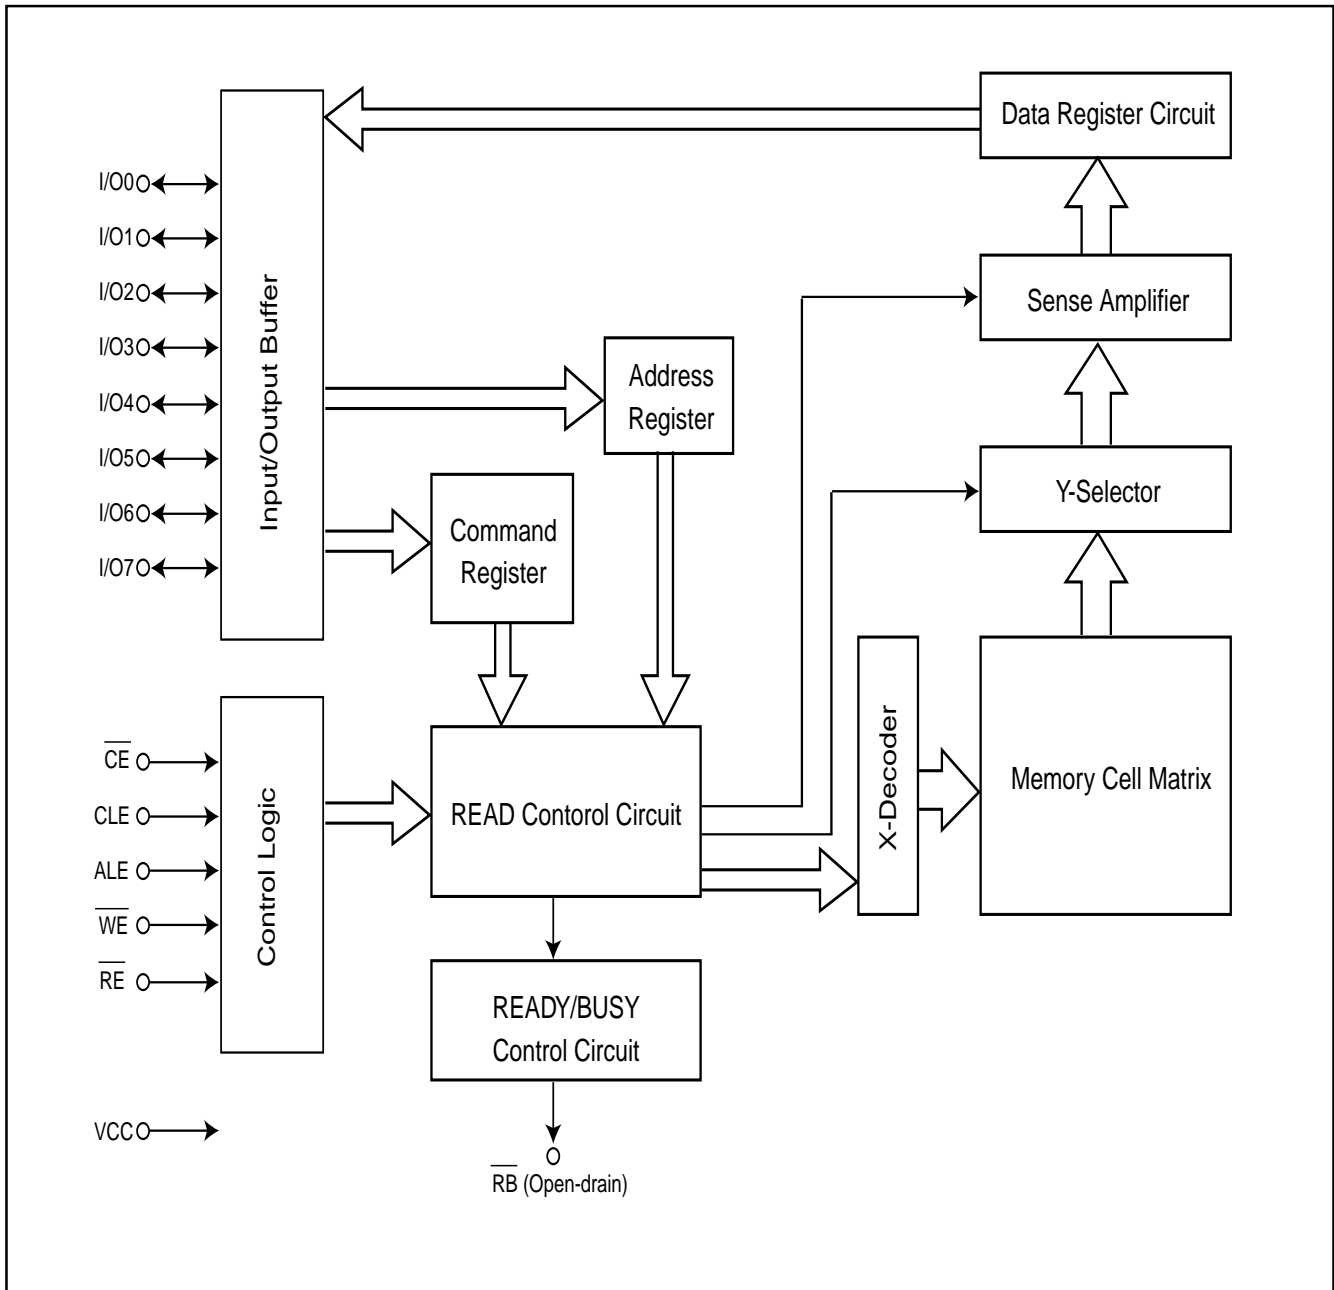 Data Register Circuit
I/O0
I/O1
I/O2
I/O3
I/O4
I/O5
I/O6
I/O7
Input/Output Buffer
Sense Amplifier
Address
Register
Y-Selector
Command
Register
CE
CLE
ALE
WE
RE
Control Logic
READ Contorol Circuit
X-Decoder
Memory Cell Matrix
READY/BUSY
Control Circuit
VCC
RB (Open-drain)